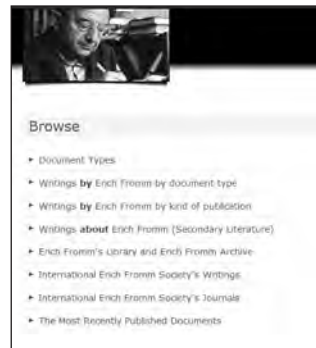 Browse
Document Types
Writings by Erich Fromm by document type
Writings by Erich Fromm by kind of publication
Writings about Erich Fromm (Secondary Literature)
Erich Fromm's Library and Erich Fromm Archive
International Erich Fromm Society's Writings
International Erich Fromm Society's Journals
The Most Recently Published Documents